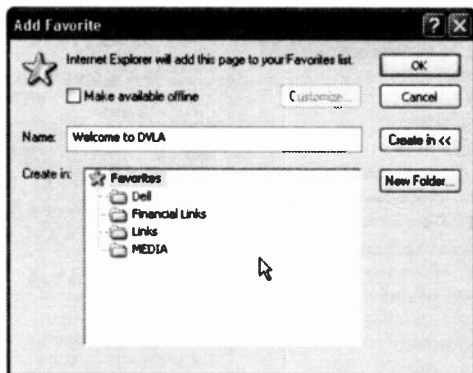 Add Favorite
Internet Explorer will add this page to your Favorites list.
OK
Make available offline
Customize...
Cancel
Name:
Welcome to DVLA
Create in <<
Create in:
Favorites
New Folder...
Dell
Financial Links
Links
MEDIA